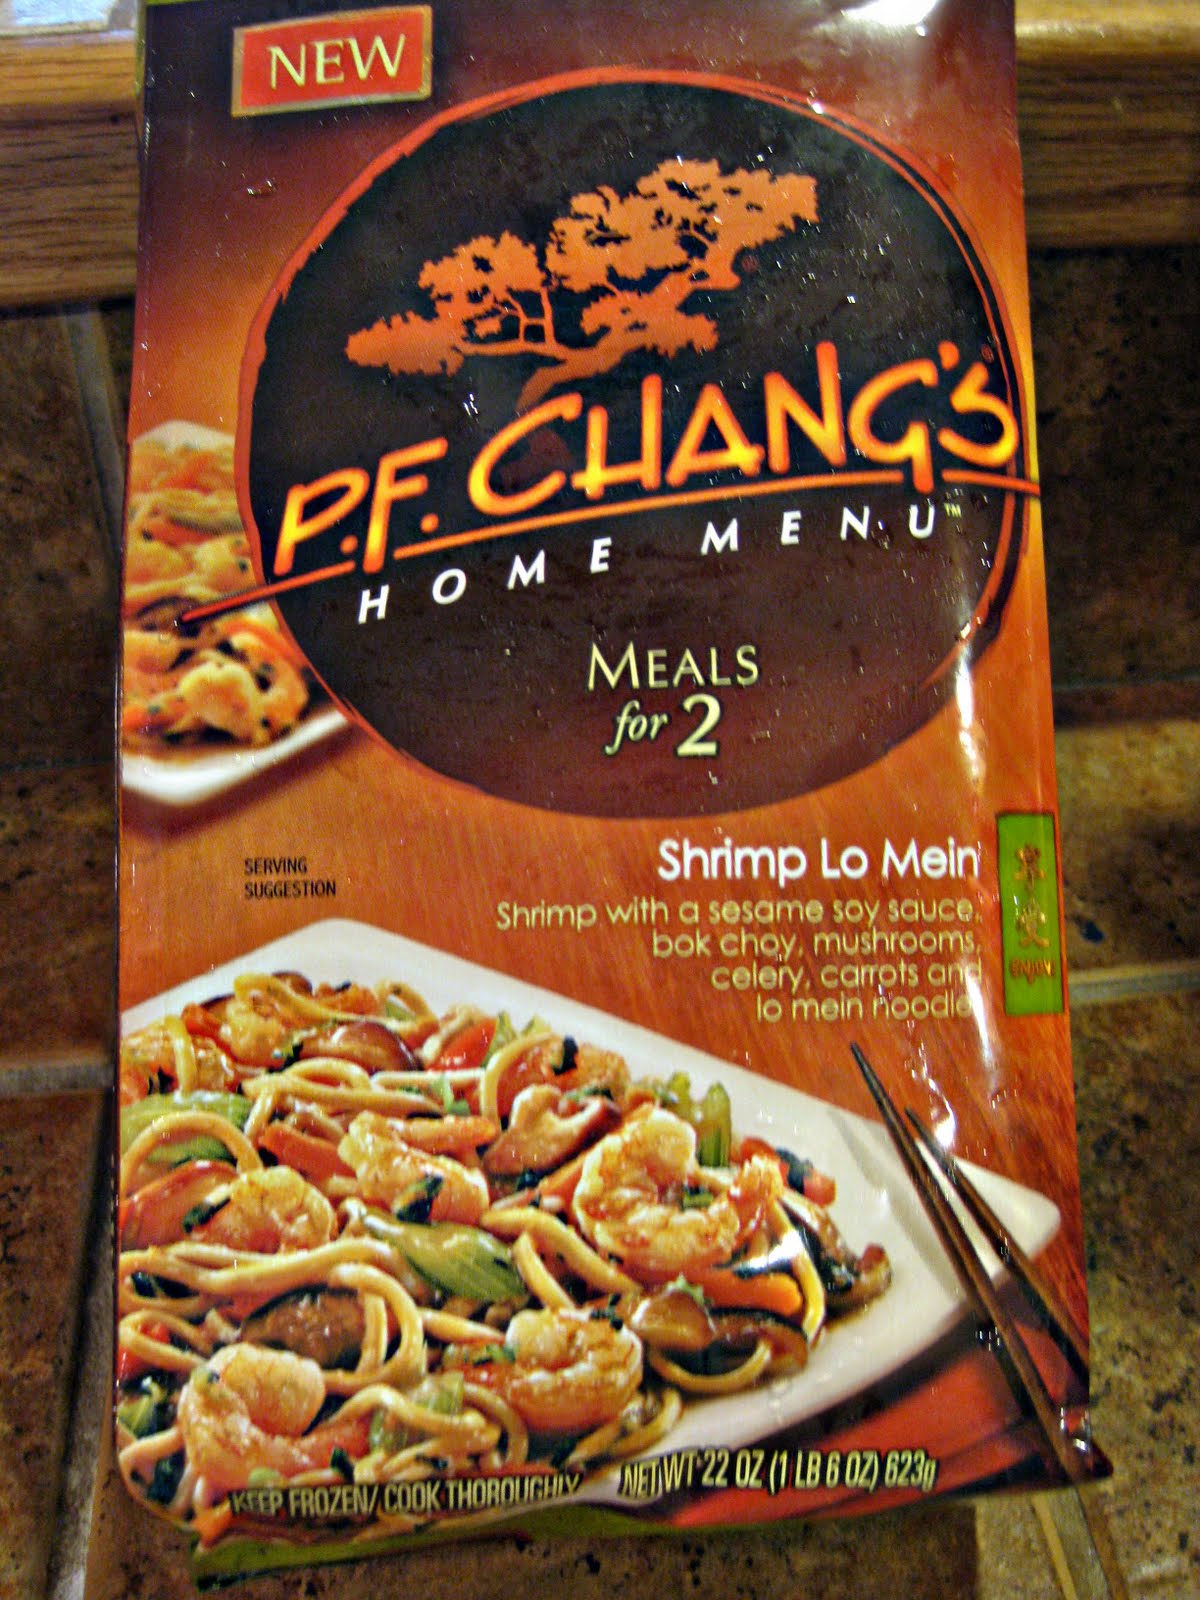 NEW
P.F. CHANG'S®
HOME MENU™
MEALS
for 2
SERVING
SUGGESTION
Shrimp Lo Mein
Shrimp with a sesame soy sauce,
bok choy, mushrooms,
celery, carrots and
lo mein noodle
ENJOY
KEEP FROZEN/COOK THOROUGHLY
NET WT 22 OZ (1 LB 6 OZ) 623g